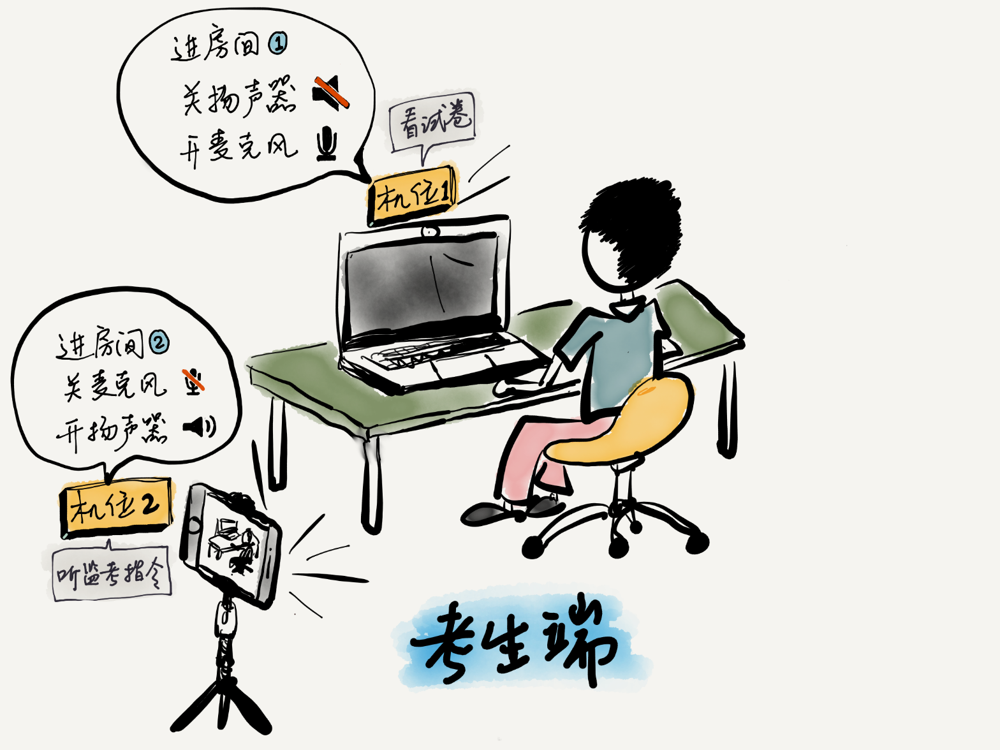 进房间①
关扬声器
开麦克风
看试卷
机位1
进房间②
关麦克风
开扬声器
机位2
听监考指令
考生端